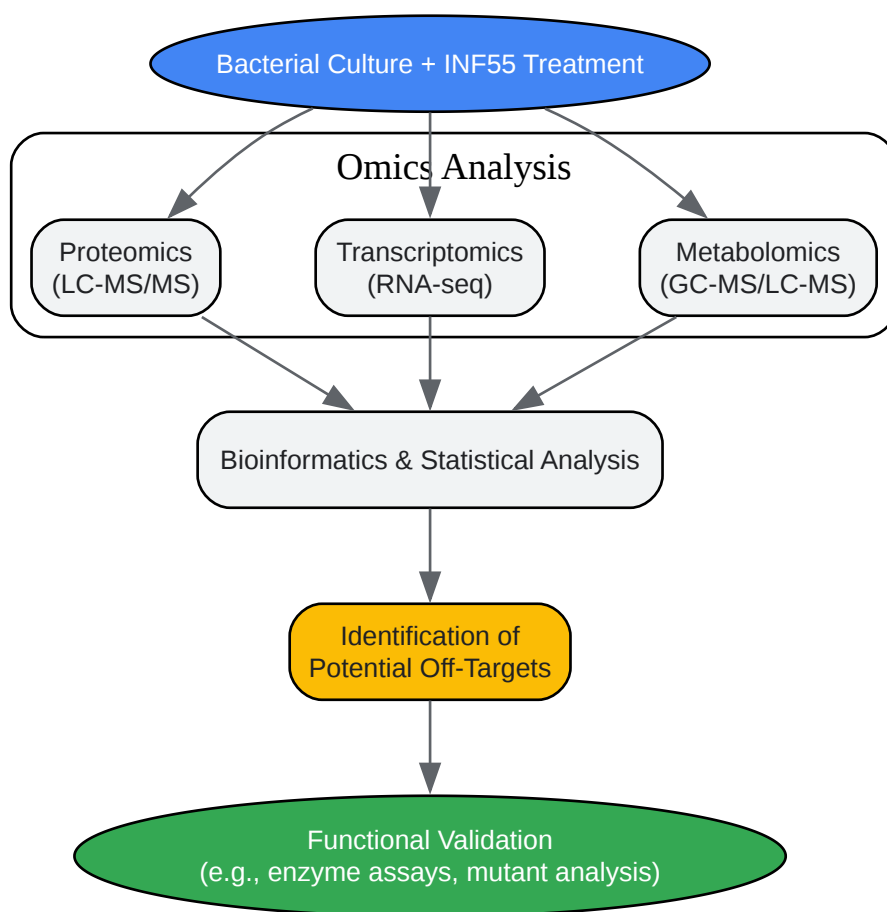 Bacterial Culture + INF55 Treatment
Omics Analysis
Proteomics
(LC-MS/MS)
Transcriptomics
(RNA-seq)
Metabolomics
(GC-MS/LC-MS)
Bioinformatics & Statistical Analysis
Identification of
Potential Off-Targets
Functional Validation
(e.g., enzyme assays, mutant analysis)